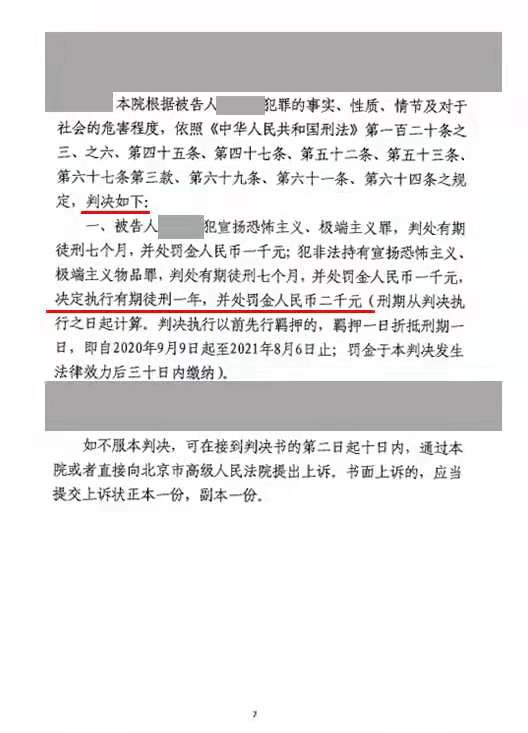 本院根据被告人 犯罪的事实、性质、情节及对于
社会的危害程度，依照《中华人民共和国刑法》第一百二十条之
三、之六、第四十五条、第四十七条、第五十二条、第五十三条、
第六十七条第三款、第六十九条、第六十一条、第六十四条之规
定，判决如下：
一、被告人 犯宣扬恐怖主义、极端主义罪，判处有期
徒刑七个月，并处罚金人民币一千元；犯非法持有宣扬恐怖主义、
极端主义物品罪，判处有期徒刑七个月，并处罚金人民币一千元，
决定执行有期徒刑一年，并处罚金人民币二千元（刑期从判决执
行之日起计算。判决执行以前先行羁押的，羁押一日折抵刑期一
日，即自2020年9月9日起至2021年8月6日止；罚金于本判决发生
法律效力后三十日内缴纳）。
如不服本判决，可在接到判决书的第二日起十日内，通过本
院或者直接向北京市高级人民法院提出上诉。书面上诉的，应当
提交上诉状正本一份，副本一份。
7